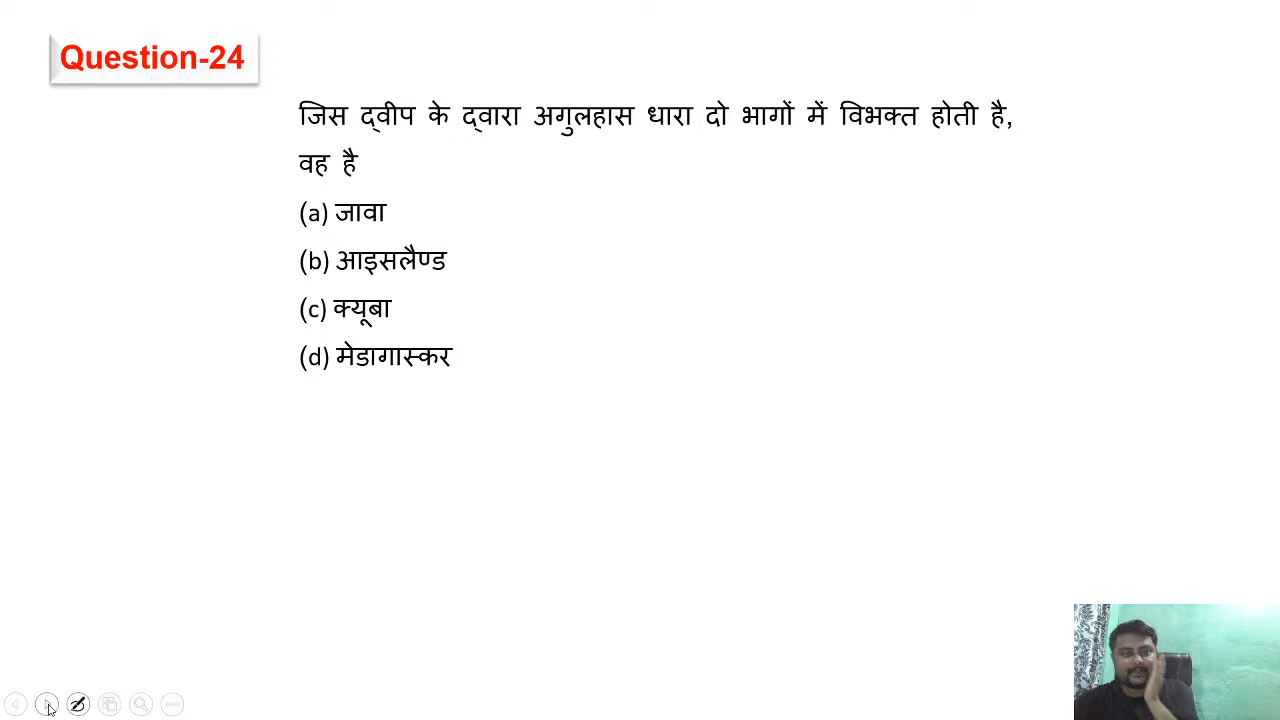 Question-24
जिस द्वीप के द्वारा अगुलहास धारा दो भागों में विभक्त होती है,
वह है
(a) जावा
(b) आइसलैण्ड
(c) क्यूबा
(d) मेडागास्कर